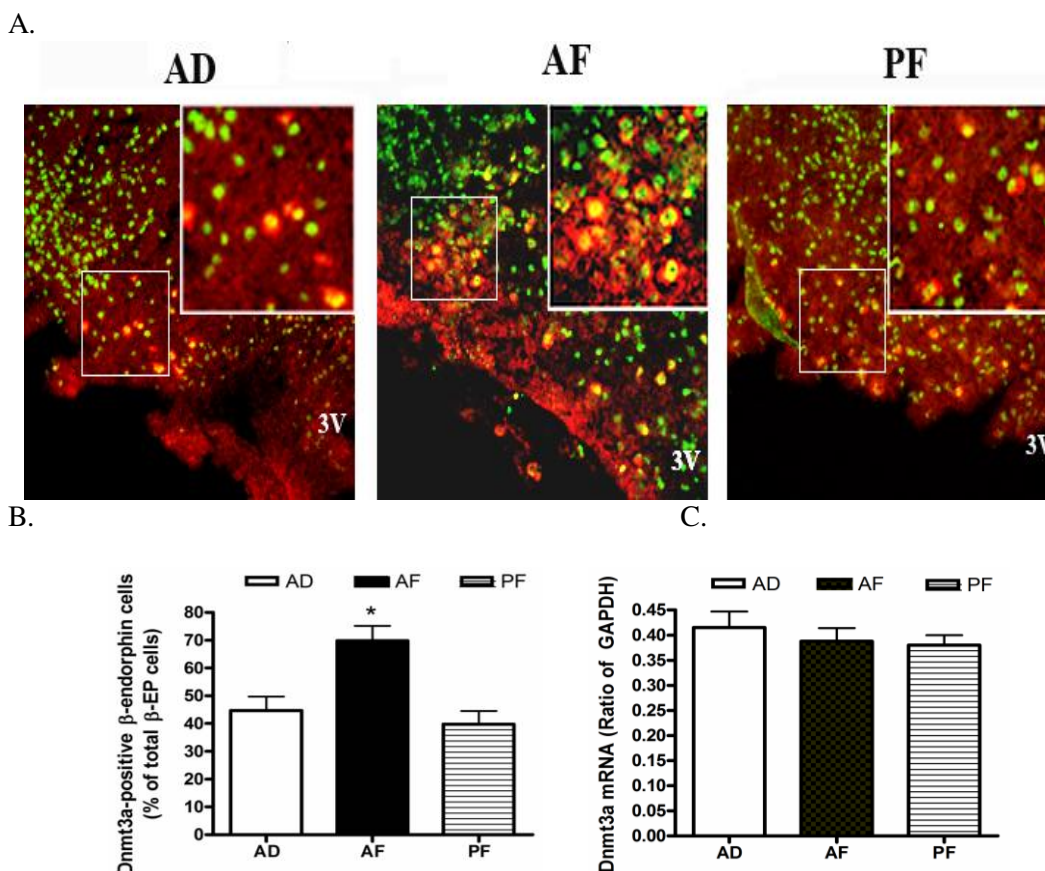 A.
AD AF PF
3V 3V 3V
B. C.
AD AF PF
Dnmt3a-positive β-endorphin cells
(% of total β-EP cells)
80
70
60
50
40
30
20
10
0
*
AD AF PF
AD AF PF
Dnmt3a mRNA (Ratio of GAPDH)
0.45
0.40
0.35
0.30
0.25
0.20
0.15
0.10
0.05
0.00
AD AF PF